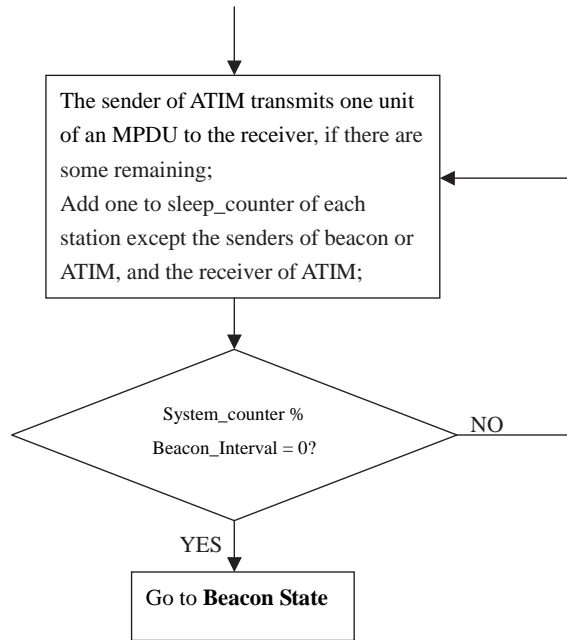 The sender of ATIM transmits one unit
of an MPDU to the receiver, if there are
some remaining;
Add one to sleep_counter of each
station except the senders of beacon or
ATIM, and the receiver of ATIM;
System_counter %
Beacon_Interval = 0?
NO
YES
Go to Beacon State